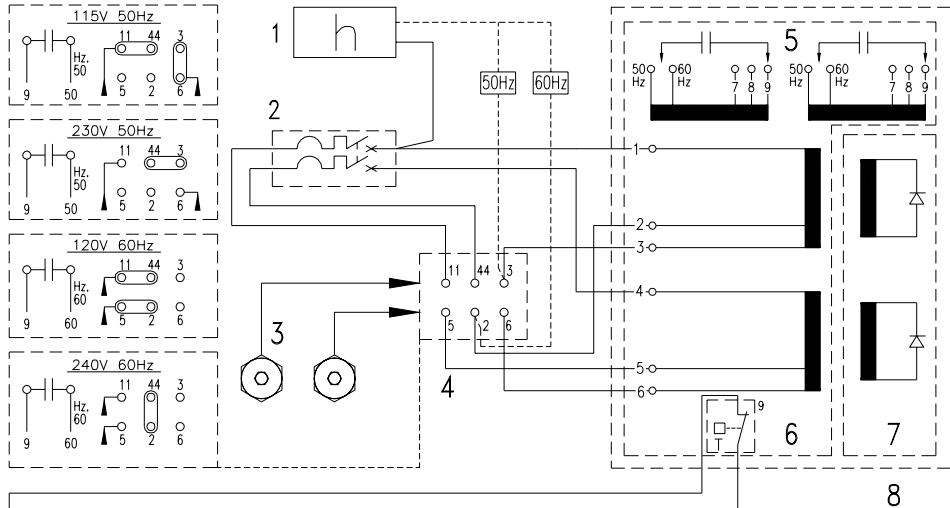 115V 50Hz
11 44 3
Hz. 50
9 50 5 2 6
230V 50Hz
11 44 3
Hz. 50
9 50 5 2 6
120V 60Hz
11 44 3
Hz. 60
9 60 5 2 6
240V 60Hz
11 44 3
Hz. 60
9 60 5 2 6
1
h
2
50Hz
60Hz
3
11 44 3
5 2 6
4
5
50 Hz
60 Hz
7 8 9
50 Hz
60 Hz
7 8 9
1
2
3
4
5
6
9
6
7
8